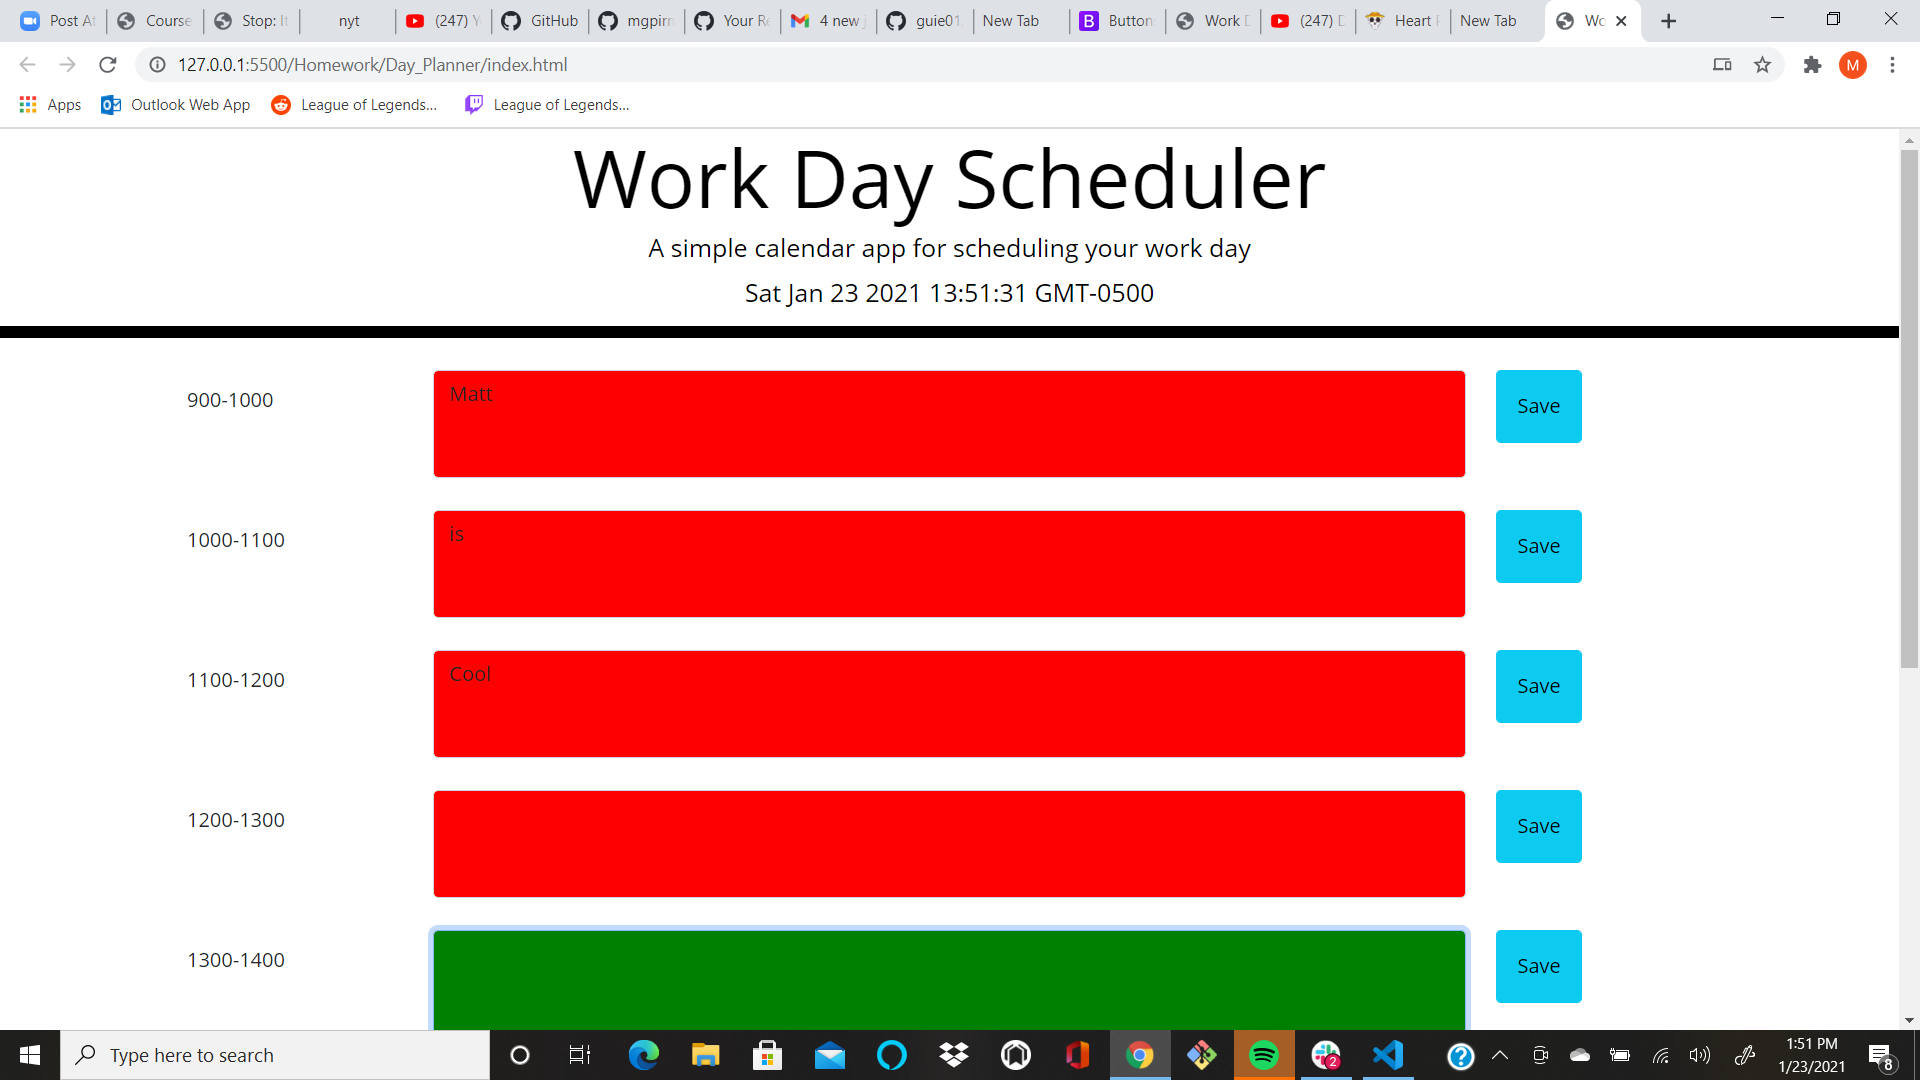 Post At
Course
Stop: It
nyt
(247) Y
GitHub
mgpirn
Your Re
4 new j
guie01
New Tab
Button
Work D
(247) D
Heart F
New Tab
Wo
127.0.0.1:5500/Homework/Day_Planner/index.html
M
Apps
Outlook Web App
League of Legends...
League of Legends...
Work Day Scheduler
A simple calendar app for scheduling your work day
Sat Jan 23 2021 13:51:31 GMT-0500
900-1000
Matt
Save
1000-1100
is
Save
1100-1200
Cool
Save
1200-1300
Save
1300-1400
Save
Type here to search
2
1:51 PM
1/23/2021
8